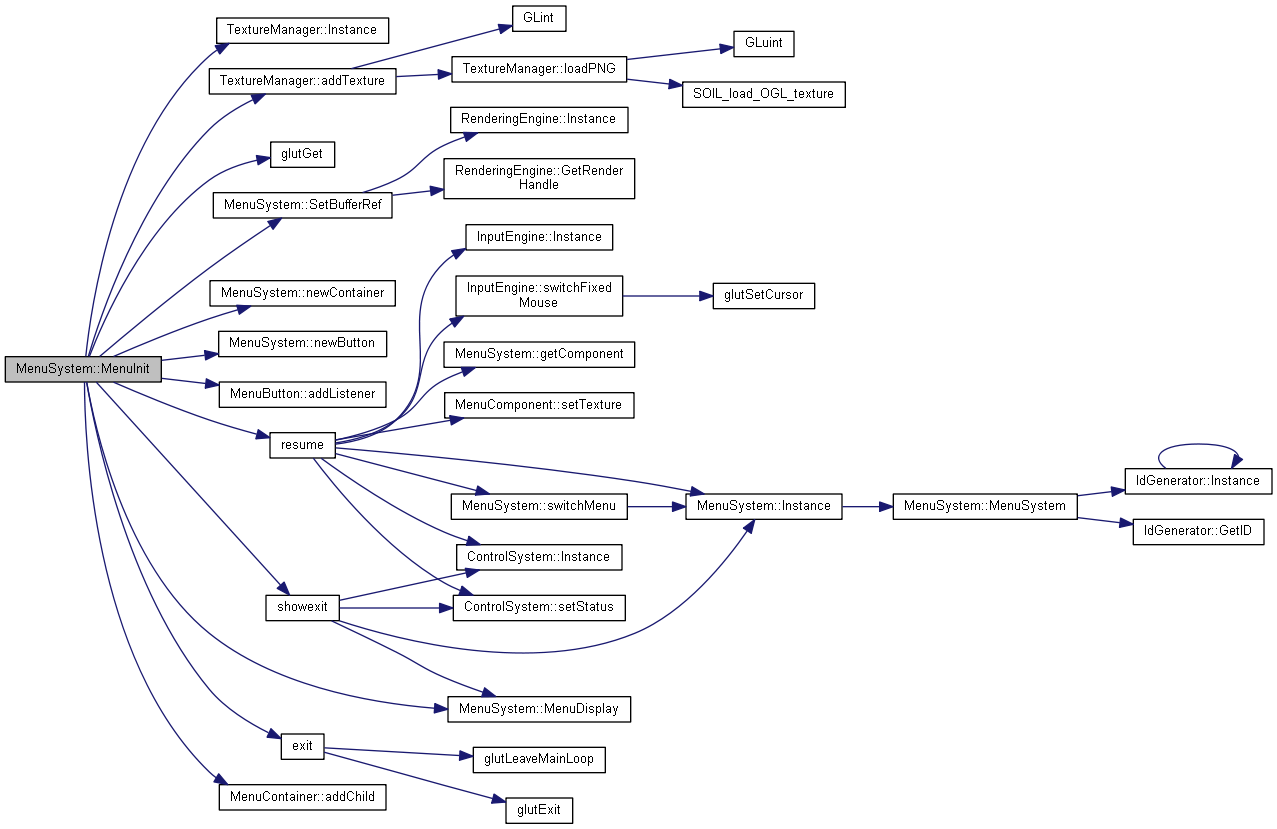 MenuSystem::MenuInit
TextureManager::Instance
TextureManager::addTexture
glutGet
MenuSystem::SetBufferRef
MenuSystem::newContainer
MenuSystem::newButton
MenuButton::addListener
resume
showexit
exit
MenuContainer::addChild
GLint
TextureManager::loadPNG
RenderingEngine::Instance
RenderingEngine::GetRender
Handle
InputEngine::Instance
InputEngine::switchFixed
Mouse
MenuSystem::getComponent
MenuComponent::setTexture
MenuSystem::switchMenu
ControlSystem::Instance
ControlSystem::setStatus
MenuSystem::MenuDisplay
glutLeaveMainLoop
glutExit
GLuint
SOIL_load_OGL_texture
glutSetCursor
MenuSystem::Instance
MenuSystem::MenuSystem
IdGenerator::Instance
IdGenerator::GetID